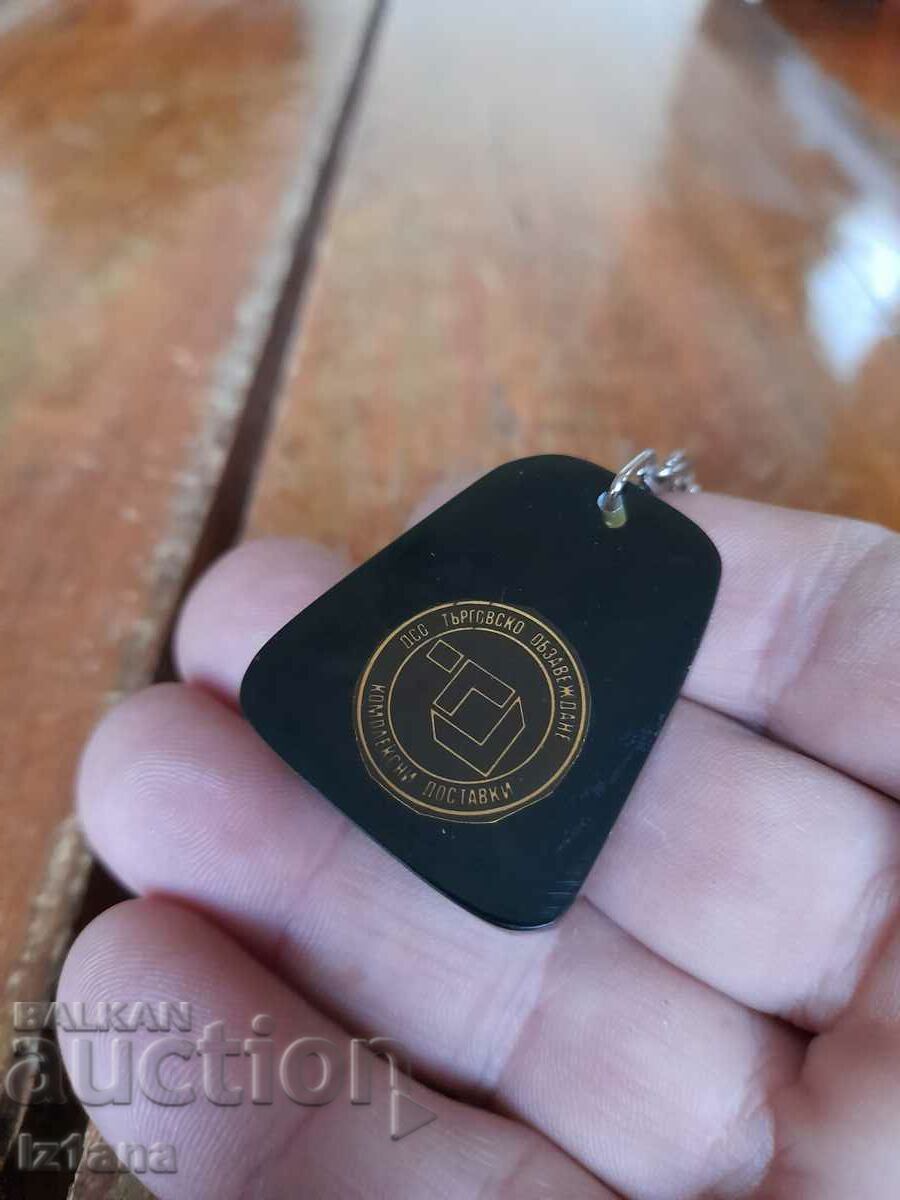 ДСО ТЪРГОВСКО ОБЗАВЕЖДАНЕ
КОМПЛЕКСНИ ДОСТАВКИ
BALKAN
auction
Iz1ana